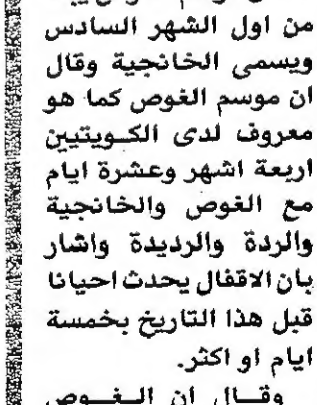 من اول الشهر السادس
ويسمى الخانجية وقال
ان موسم الغوص كما هو
معروف لدى الكويتيين
اربعة اشهر وعشرة ايام
مع الغوص والخانجية
والردة والرديدة واشار
بان الاقفال يحدث احيانا
قبل هذا التاريخ بخمسة
ايام او اكثر.
وقال ان الغوص